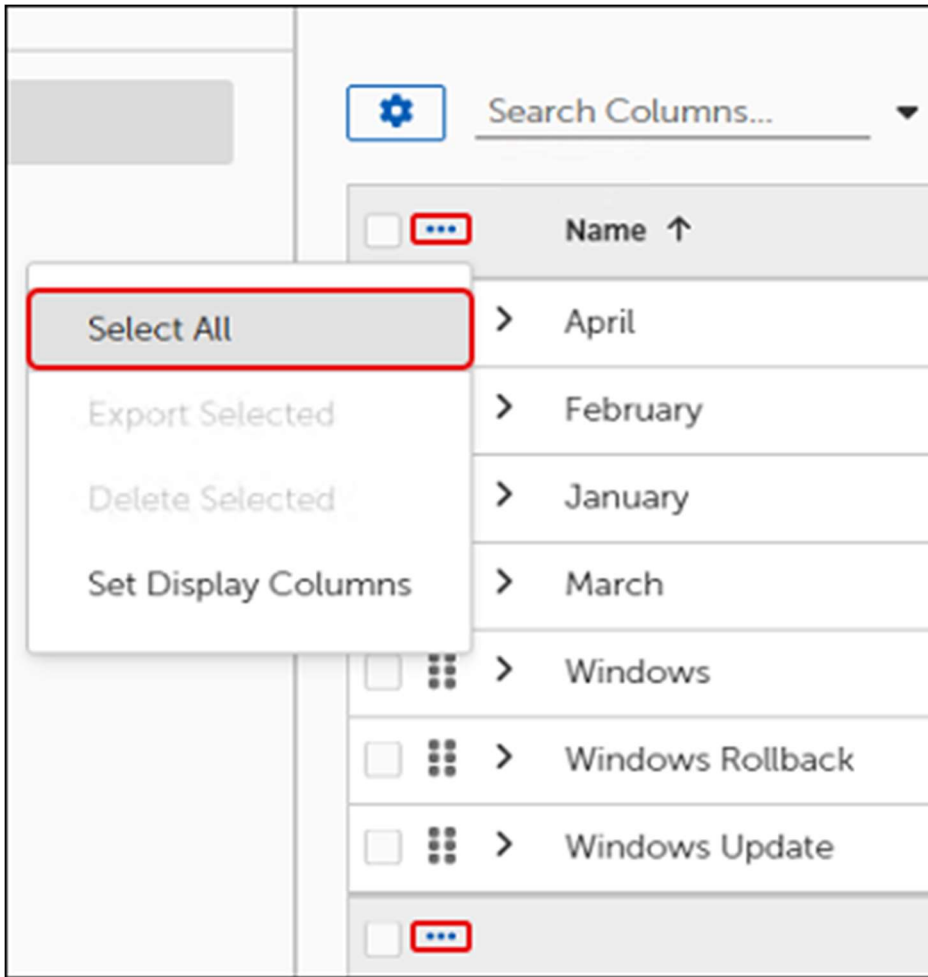 Search Columns...
Name
Select All
April
Export Selected
February
Delete Selected
January
Set Display Columns
March
Windows
Windows Rollback
Windows Update